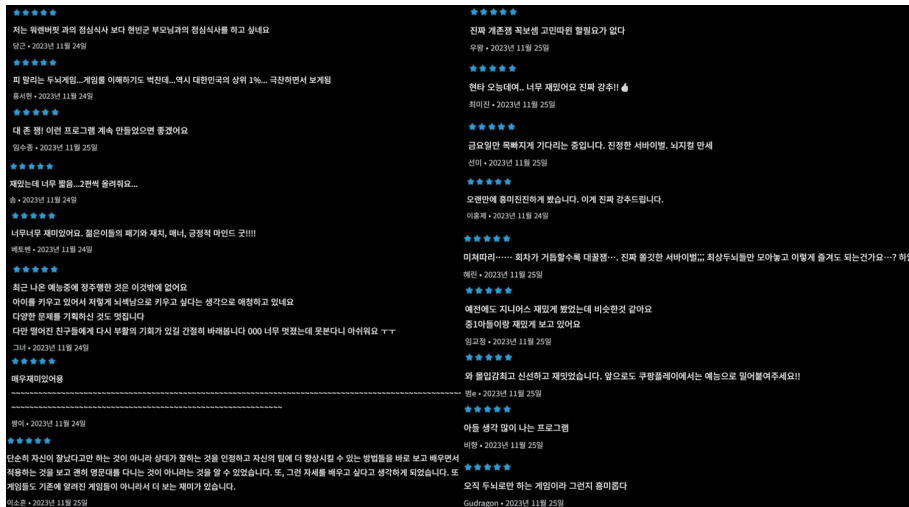 저는 워렌버핏 과의 점심식사 보다 현빈군 부모님과의 점심식사를 하고 싶네요
당근 • 2023년 11월 24일
피 말리는 두뇌게임...게임룰 이해하기도 벅찬데...역시 대한민국의 상위 1%... 극찬하면서 보게됨
홍서현 • 2023년 11월 24일
대 존 잼! 이런 프로그램 계속 만들었으면 좋겠어요
임수종 • 2023년 11월 25일
재밌는데 너무 짧음...2편씩 올려줘요...
솜 • 2023년 11월 24일
너무너무 재미있어요. 젊은이들의 패기와 재치, 매너, 긍정적 마인드 굿!!!!
베토벤 • 2023년 11월 24일
최근 나온 예능중에 정주행한 것은 이것밖에 없어요
아이를 키우고 있어서 저렇게 뇌섹남으로 키우고 싶다는 생각으로 애청하고 있네요
다양한 문제를 기획하신 것도 멋집니다
다만 떨어진 친구들에게 다시 부활의 기회가 있길 간절히 바래봅니다 000 너무 멋졌는데 못본다니 아쉬워요 ㅜㅜ
그녀 • 2023년 11월 24일
매우재미있어용
~~~~~~~~~~~~~~~~~~~~~~~~~~~~~~~~~~~~~~~~~~~~~~~~~~~~~~~~~~~~~~~~~~~~~~~~~~~~~~~~~~~~~~~~~~~~~~~~~~~~
~~~~~~~~~~~~~~~~~~~~~~~~~~~~~~~~~~~~~~~~~~~~~~~~~~~~~~~~~~~~
짱이 • 2023년 11월 24일
단순히 자신이 잘났다고만 하는 것이 아니라 상대가 잘하는 것을 인정하고 자신의 팀에 더 향상시킬 수 있는 방법들을 바로 보고 배우면서
적용하는 것을 보고 괜히 명문대를 다니는 것이 아니라는 것을 알 수 있었습니다. 또, 그런 자세를 배우고 싶다고 생각하게 되었습니다. 또
게임들도 기존에 알려진 게임들이 아니라서 더 보는 재미가 있습니다.
이소흔 • 2023년 11월 25일
진짜 개존잼 꼭보셈 고민따윈 할필요가 없다
우왕 • 2023년 11월 25일
현타 오능데여.. 너무 재밌어요 진짜 강추!! 👍
최미진 • 2023년 11월 25일
금요일만 목빠지게 기다리는 중입니다. 진정한 서바이벌. 뇌지컬 만세
선미 • 2023년 11월 25일
오랜만에 흥미진진하게 봤습니다. 이게 진짜 강추드립니다.
이홍제 • 2023년 11월 24일
미쳐따리⋯⋯ 회차가 거듭할수록 대꿀잼⋯. 진짜 쫄깃한 서바이벌;;; 최상두뇌들만 모아놓고 이렇게 즐겨도 되는건가요⋯? 하
혜린 • 2023년 11월 25일
예전에도 지니어스 재밌게 봤었는데 비슷한것 같아요
중1아들이랑 재밌게 보고 있어요
임교정 • 2023년 11월 25일
와 몰입감최고 신선하고 재밋었습니다. 앞으로도 쿠팡플레이에서는 예능으로 밀어붙여주세요!!
범e • 2023년 11월 25일
아들 생각 많이 나는 프로그램
비향 • 2023년 11월 25일
오직 두뇌로만 하는 게임이라 그런지 흥미롭다
Gudragon • 2023년 11월 25일